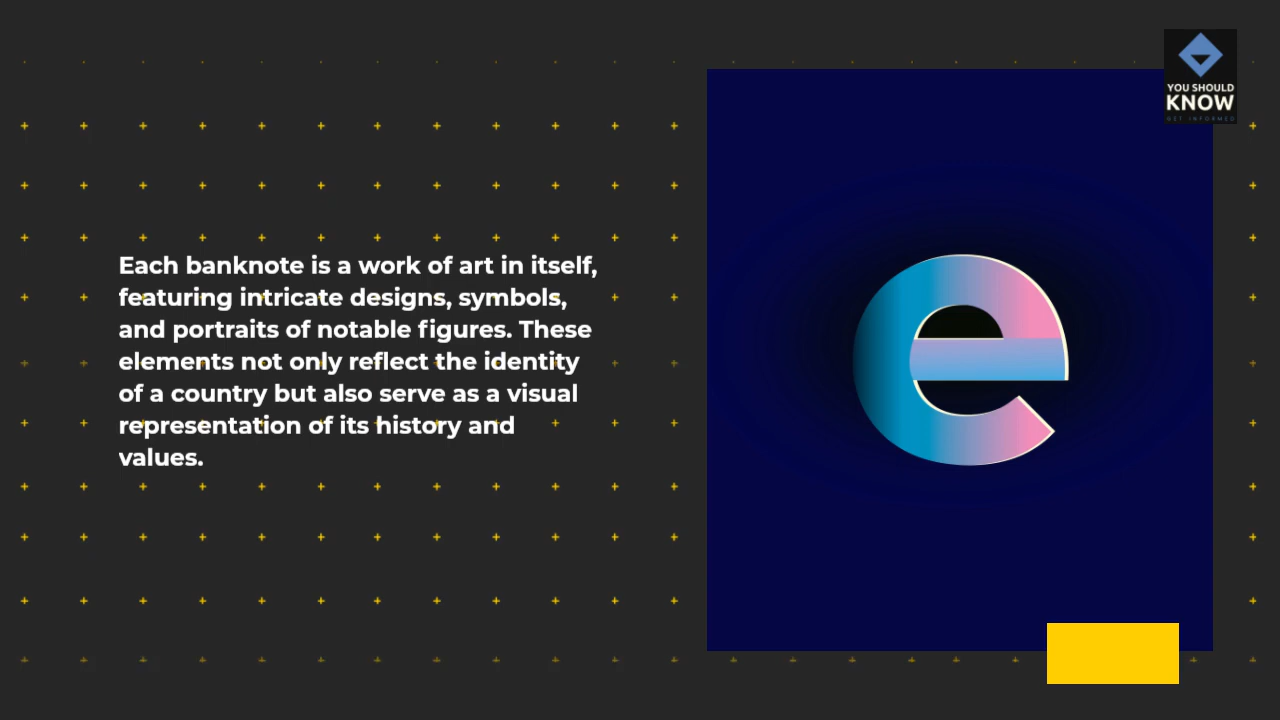 YOU SHOULD
KNOW
GET INFORMED
Each banknote is a work of art in itself,
featuring intricate designs, symbols,
and portraits of notable figures. These
elements not only reflect the identity
of a country but also serve as a visual
representation of its history and
values.
e